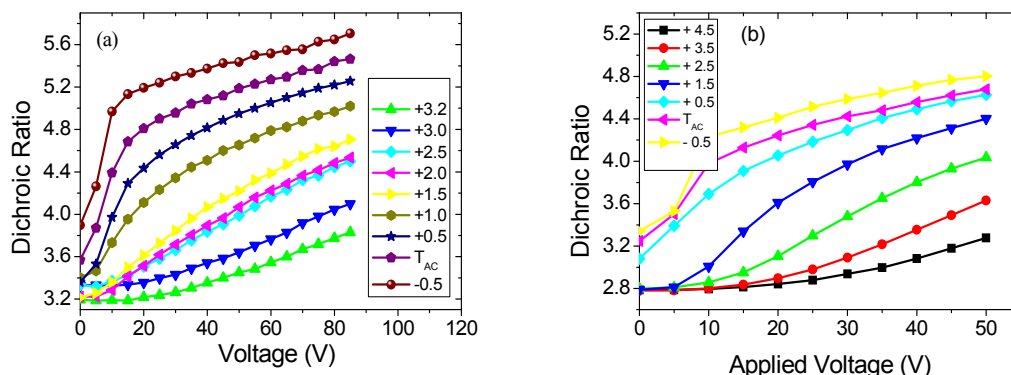 (a)
Dichroic Ratio
5.6
5.2
4.8
4.4
4.0
3.6
3.2
0 20 40 60 80 100 120
Voltage (V)
+3.2
+3.0
+2.5
+2.0
+1.5
+1.0
+0.5
TAC
-0.5
(b)
Dichroic Ratio
5.6
5.2
4.8
4.4
4.0
3.6
3.2
2.8
0 10 20 30 40 50
Applied Voltage (V)
+ 4.5
+ 3.5
+ 2.5
+ 1.5
+ 0.5
TAC
- 0.5